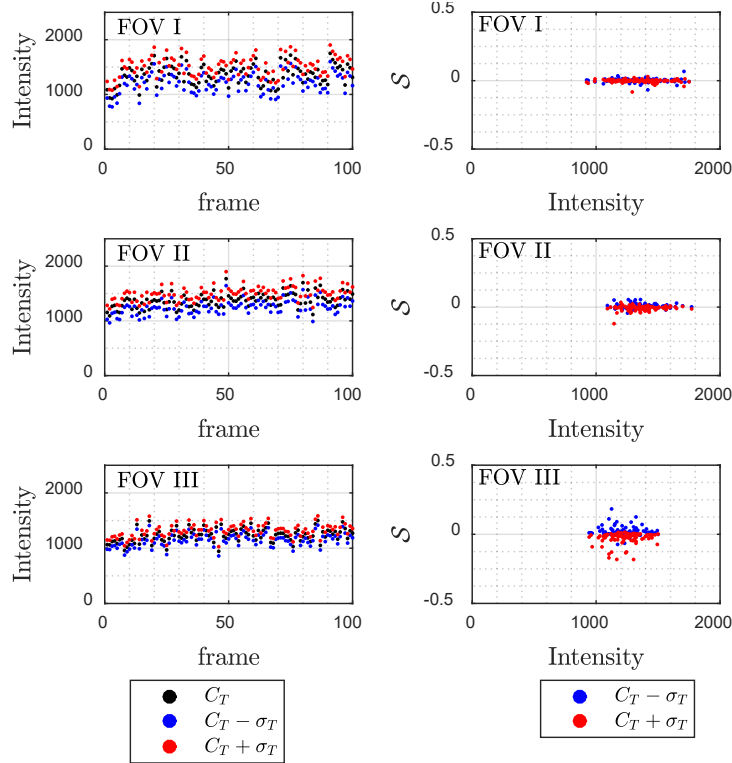 FOV I
2000
1000
0
Intensity
0 50 100
frame
FOV I
0.5
0
-0.5
𝒮
0 1000 2000
Intensity
FOV II
2000
1000
0
Intensity
0 50 100
frame
FOV II
0.5
0
-0.5
𝒮
0 1000 2000
Intensity
FOV III
2000
1000
0
Intensity
0 50 100
frame
FOV III
0.5
0
-0.5
𝒮
0 1000 2000
Intensity
C_T
C_T − σ_T
C_T + σ_T
C_T − σ_T
C_T + σ_T